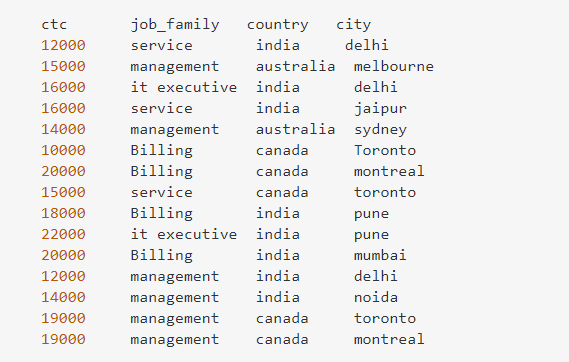 ctc job_family country city
12000 service india delhi
15000 management australia melbourne
16000 it executive india delhi
16000 service india jaipur
14000 management australia sydney
10000 Billing canada Toronto
20000 Billing canada montreal
15000 service canada toronto
18000 Billing india pune
22000 it executive india pune
20000 Billing india mumbai
12000 management india delhi
14000 management india noida
19000 management canada toronto
19000 management canada montreal